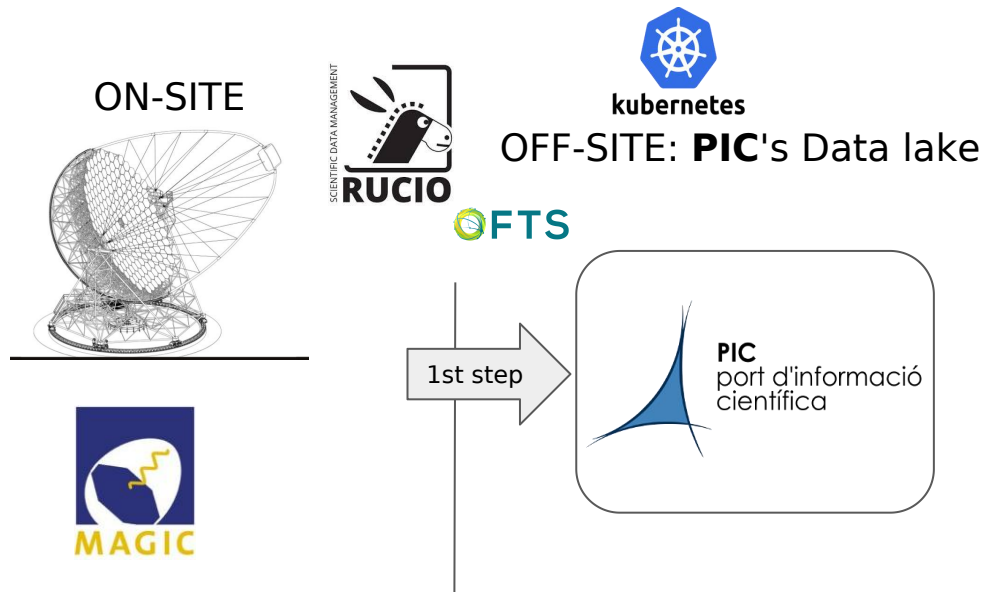 ON-SITE
SCIENTIFIC DATA MANAGEMENT
RUCIO
kubernetes
OFF-SITE: PIC's Data lake
FTS
1st step
PIC
port d'informació
científica
MAGIC